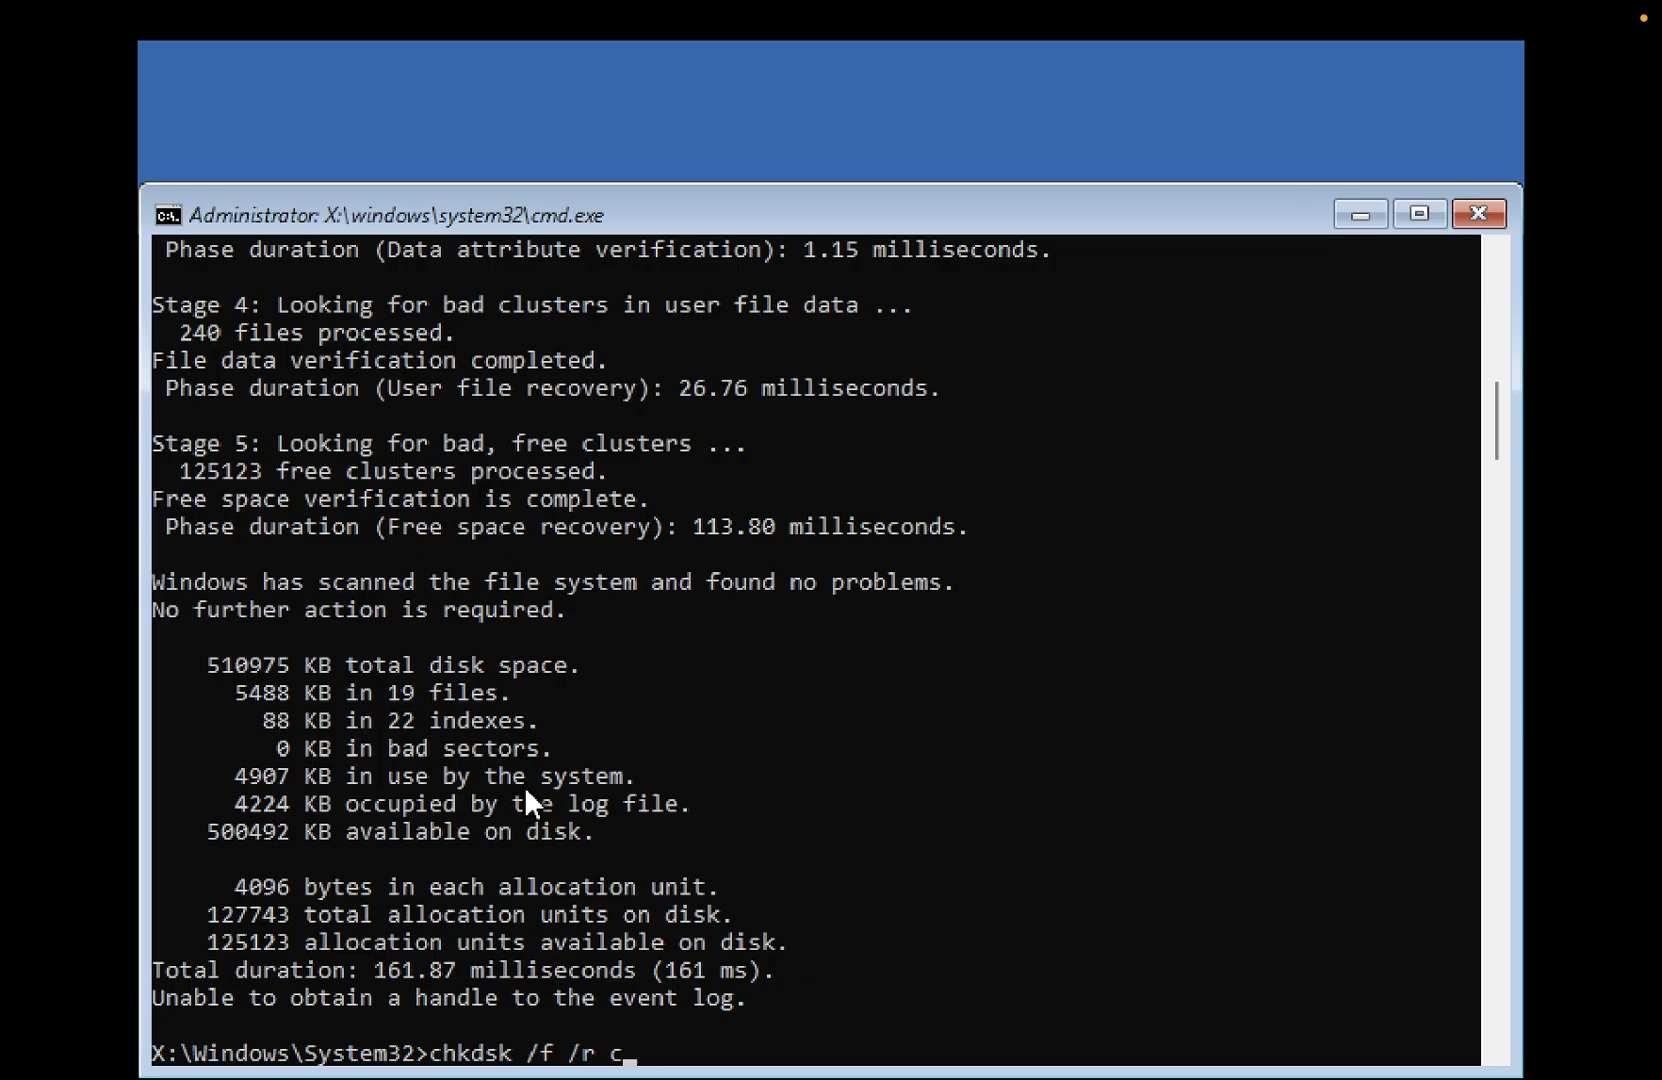 Administrator: X:\windows\system32\cmd.exe
Phase duration (Data attribute verification): 1.15 milliseconds.
Stage 4: Looking for bad clusters in user file data ...
240 files processed.
File data verification completed.
Phase duration (User file recovery): 26.76 milliseconds.
Stage 5: Looking for bad, free clusters ...
125123 free clusters processed.
Free space verification is complete.
Phase duration (Free space recovery): 113.80 milliseconds.
Windows has scanned the file system and found no problems.
No further action is required.
510975 KB total disk space.
5488 KB in 19 files.
88 KB in 22 indexes.
0 KB in bad sectors.
4907 KB in use by the system.
4224 KB occupied by the log file.
500492 KB available on disk.
4096 bytes in each allocation unit.
127743 total allocation units on disk.
125123 allocation units available on disk.
Total duration: 161.87 milliseconds (161 ms).
Unable to obtain a handle to the event log.
X:\Windows\System32>chkdsk /f /r c_